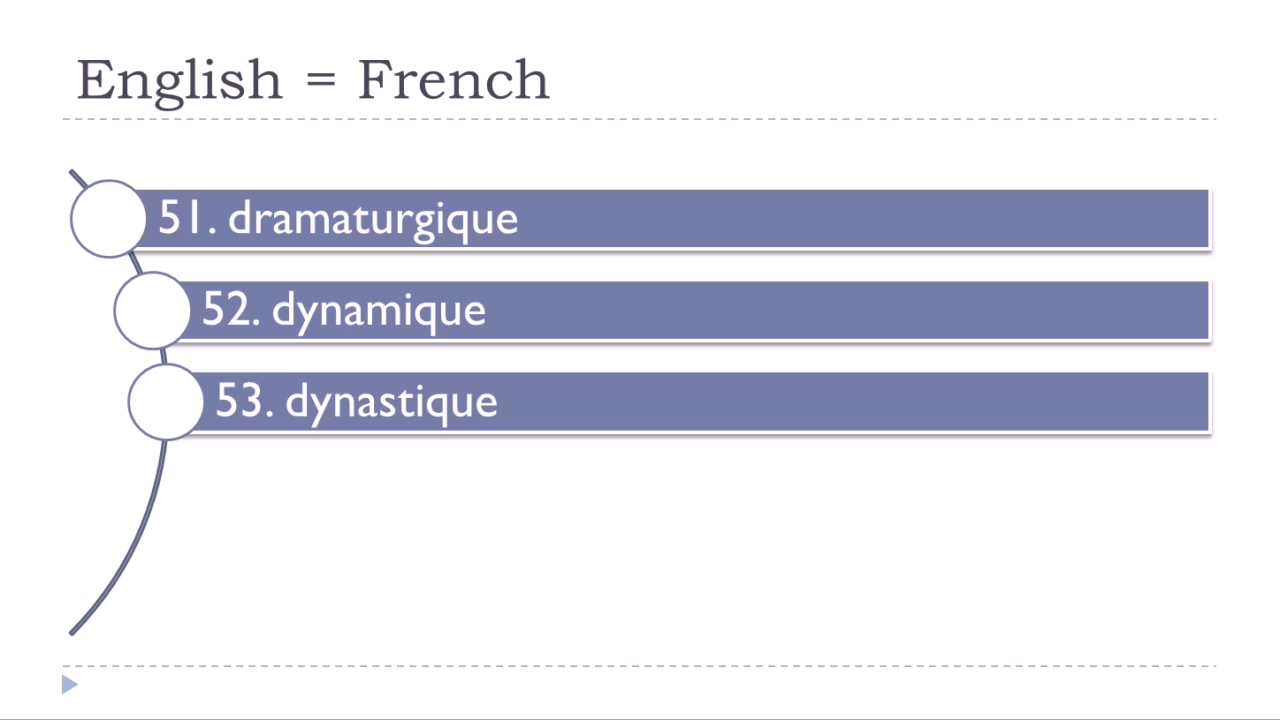 English = French
51. dramaturgique
52. dynamique
53. dynastique